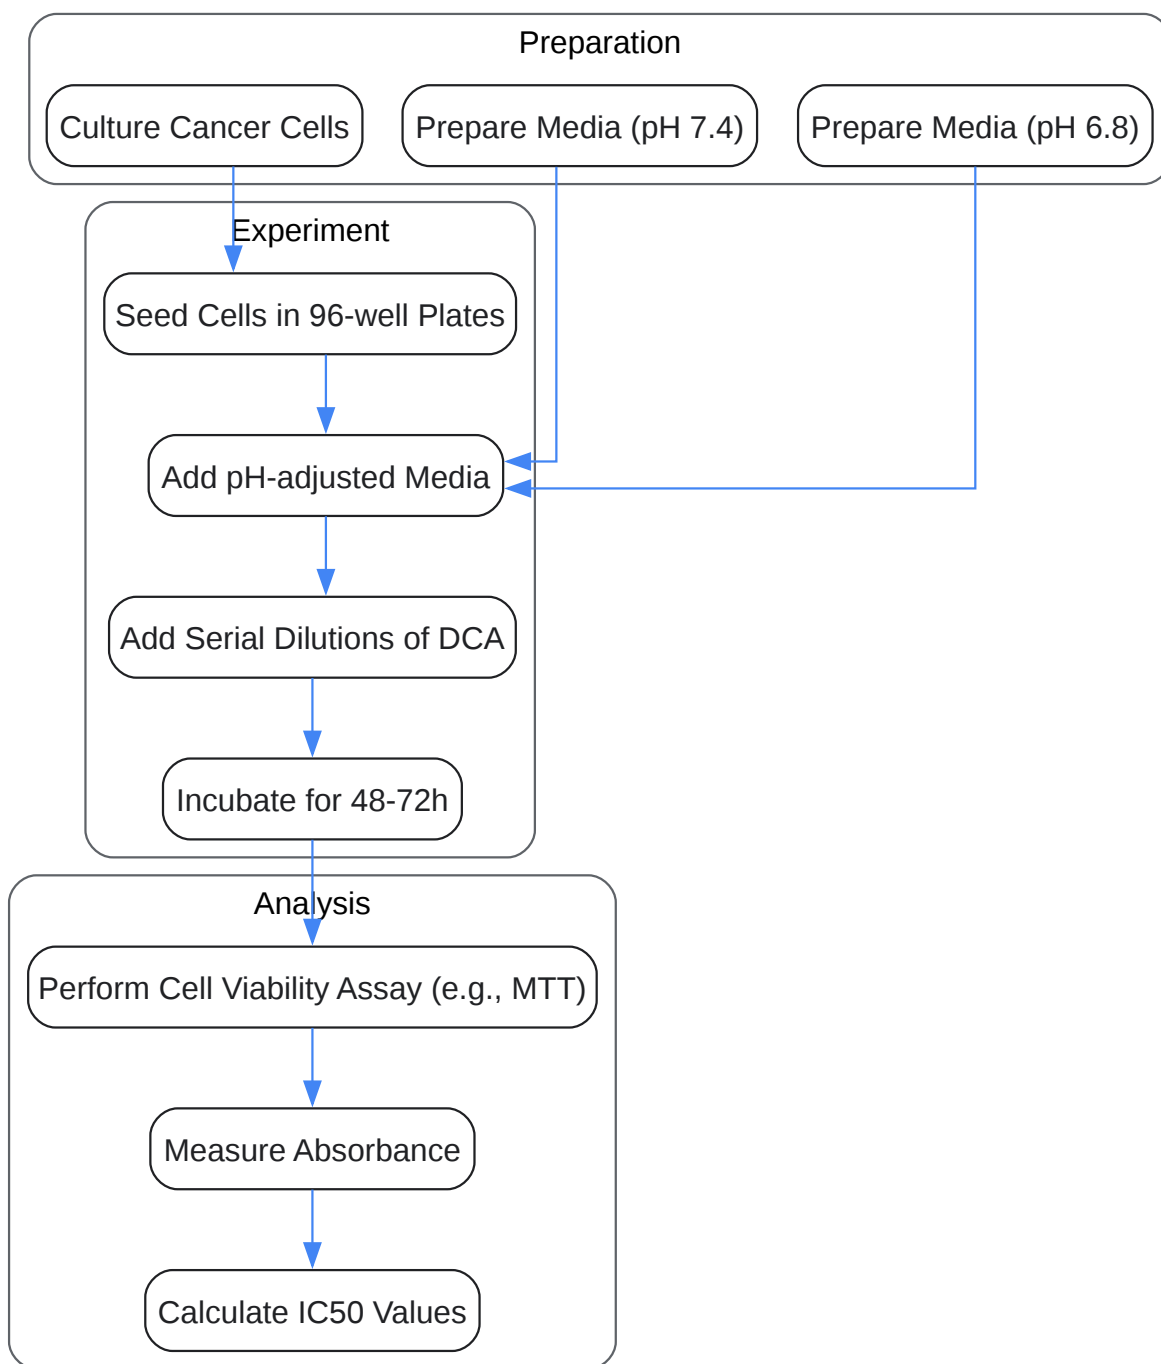 Preparation
Culture Cancer Cells
Prepare Media (pH 7.4)
Prepare Media (pH 6.8)
Experiment
Seed Cells in 96-well Plates
Add pH-adjusted Media
Add Serial Dilutions of DCA
Incubate for 48-72h
Analysis
Perform Cell Viability Assay (e.g., MTT)
Measure Absorbance
Calculate IC50 Values